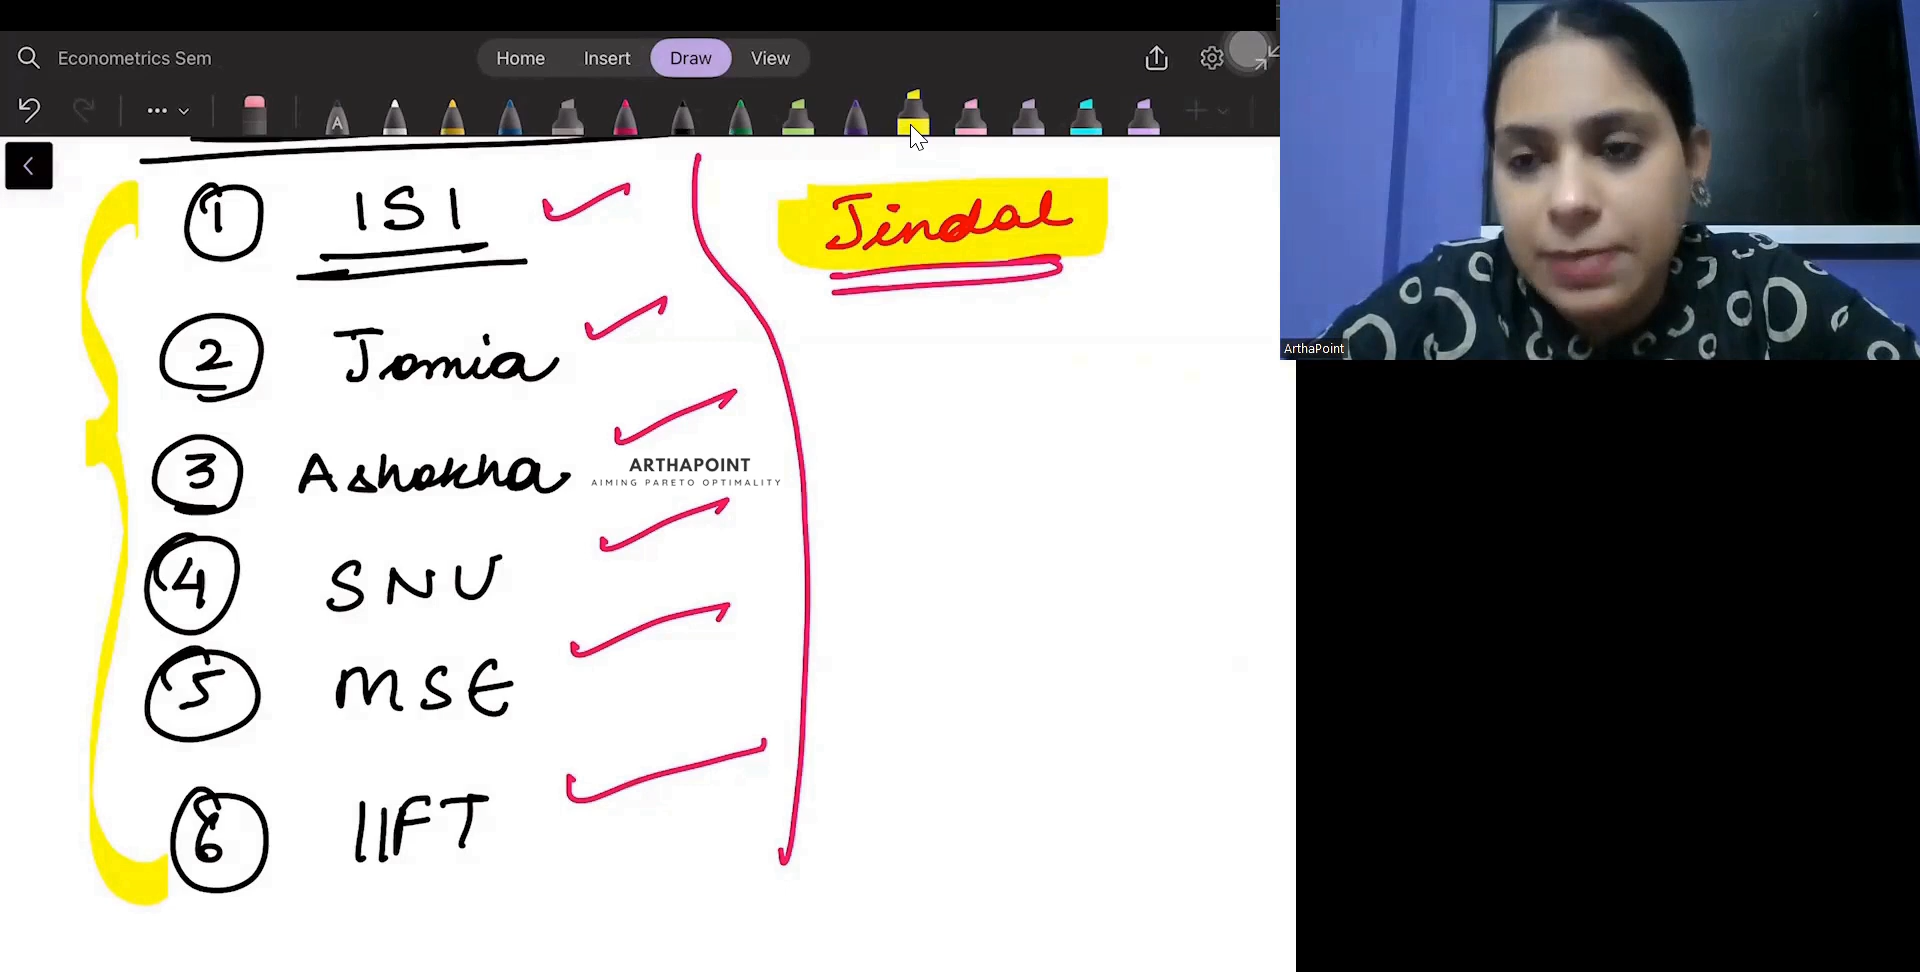 Econometrics Sem
Home Insert Draw View
A
1 ISI
Jindal
2 Jamia
3 Ashokha
ARTHAPOINT
AIMING PARETO OPTIMALITY
4 SNU
5 MSE
6 IIFT
ArthaPoint